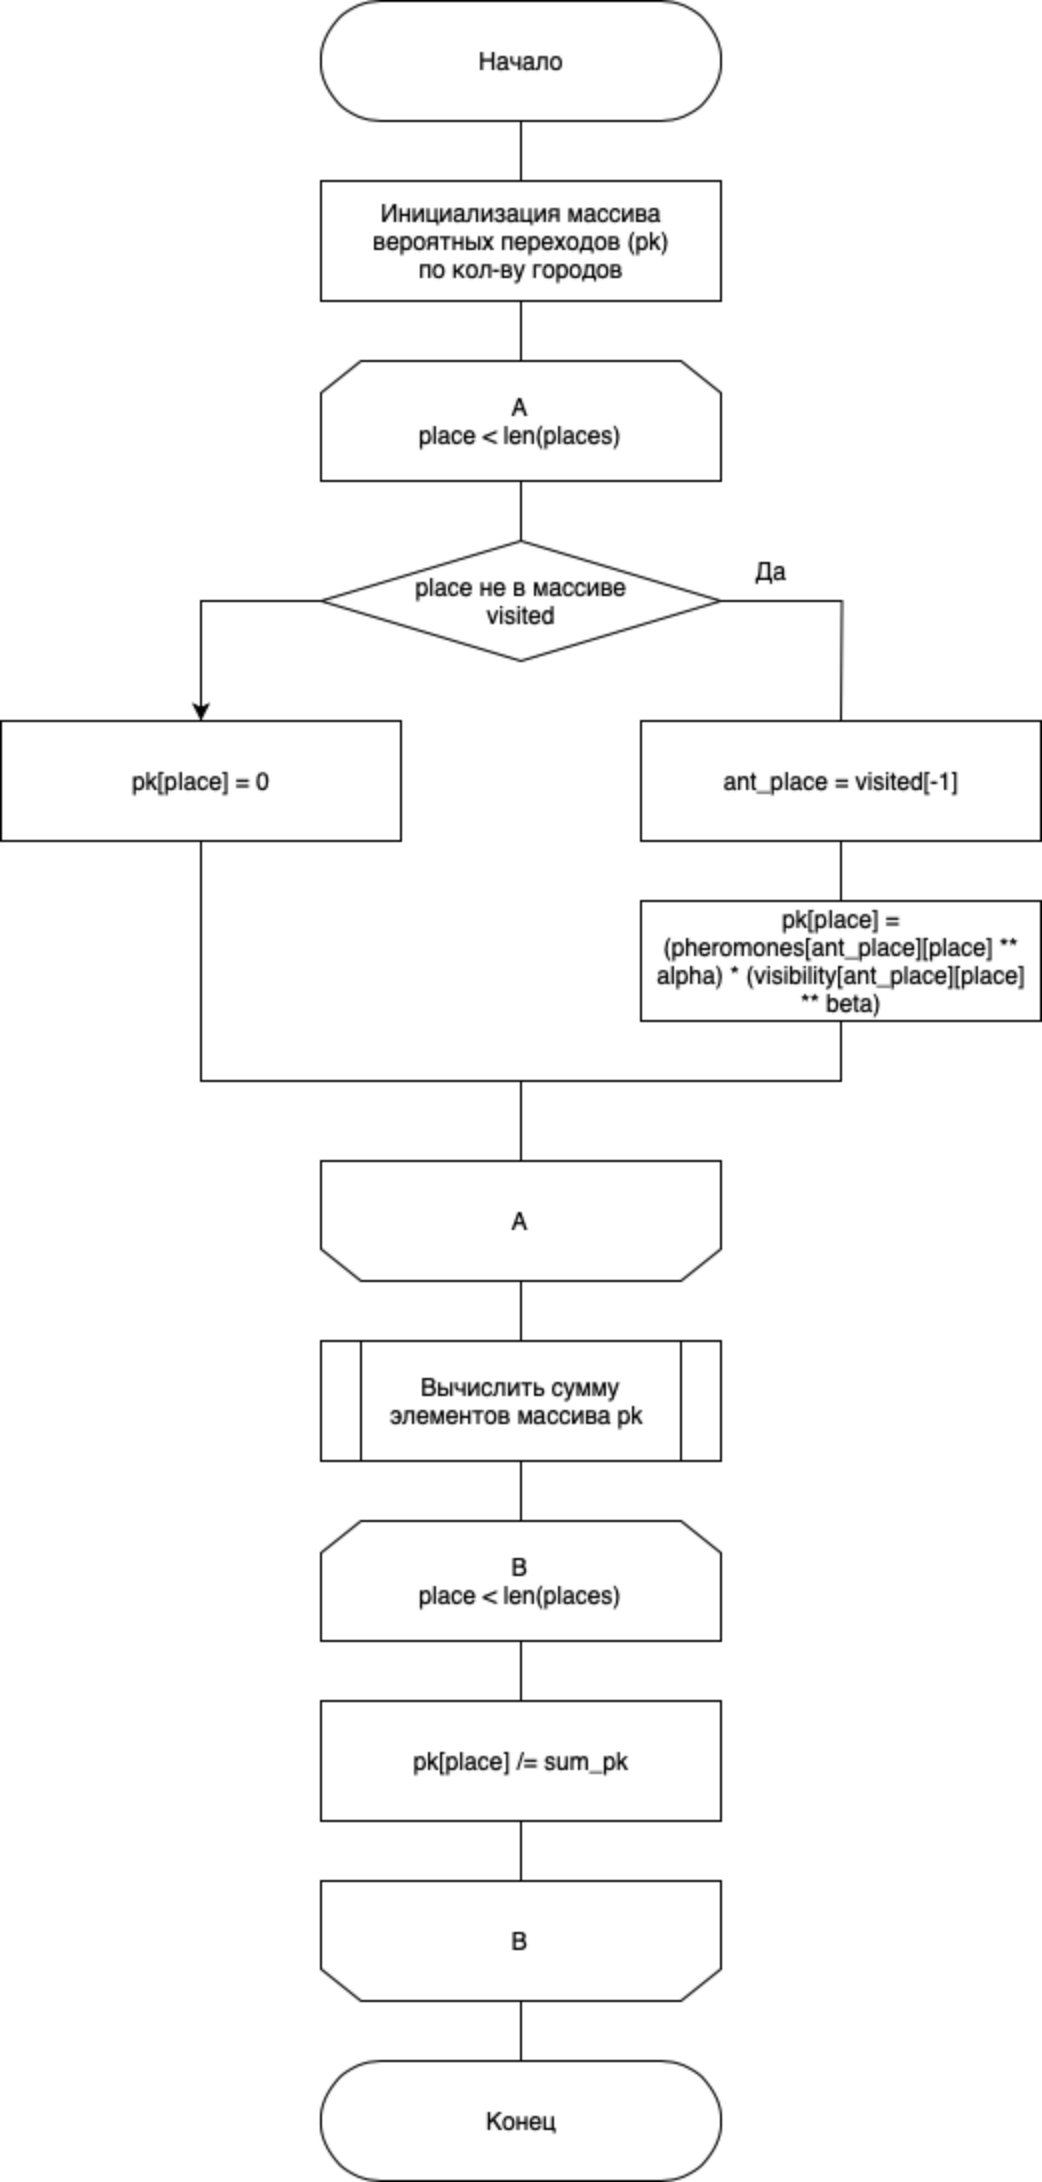 Начало
Инициализация массива
вероятных переходов (pk)
по кол-ву городов
A
place < len(places)
place не в массиве
visited
Да
pk[place] = 0
ant_place = visited[-1]
pk[place] =
(pheromones[ant_place][place] **
alpha) * (visibility[ant_place][place]
** beta)
A
Вычислить сумму
элементов массива pk
B
place < len(places)
pk[place] /= sum_pk
B
Конец